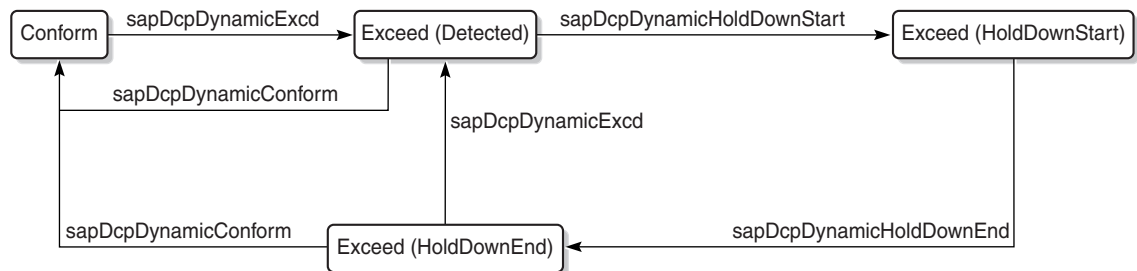 Conform
sapDcpDynamicExcd
Exceed (Detected)
sapDcpDynamicHoldDownStart
Exceed (HoldDownStart)
sapDcpDynamicConform
sapDcpDynamicExcd
sapDcpDynamicConform
Exceed (HoldDownEnd)
sapDcpDynamicHoldDownEnd